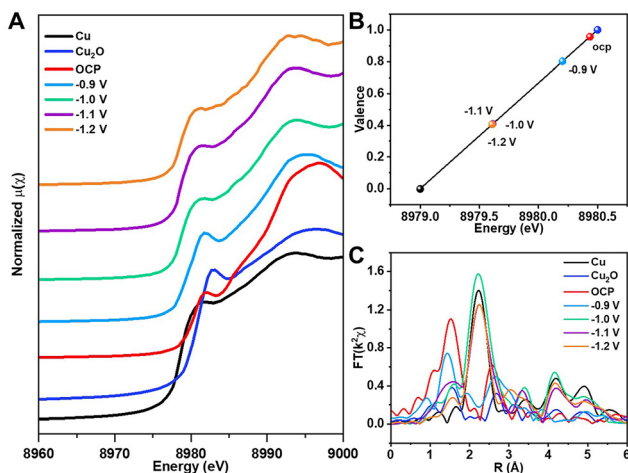 A
Cu
Cu₂O
OCP
-0.9 V
-1.0 V
-1.1 V
-1.2 V
Normalized μ(χ)
8960 8970 8980 8990 9000
Energy (eV)
B
Valence
1.0
0.8
0.6
0.4
0.2
0.0
ocp
-0.9 V
-1.1 V
-1.0 V
-1.2 V
8979.0 8979.5 8980.0 8980.5
Energy (eV)
C
FT(k²χ)
1.6
1.2
0.8
0.4
0.0
Cu
Cu₂O
OCP
-0.9 V
-1.0 V
-1.1 V
-1.2 V
0 1 2 3 4 5 6
R (Å)